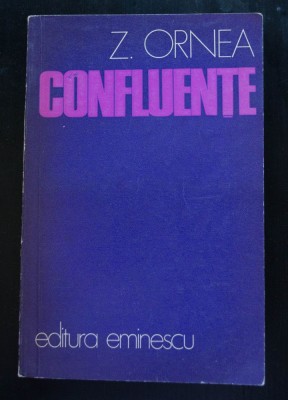 Z. ORNEA
CONFLUENȚE
editura eminescu